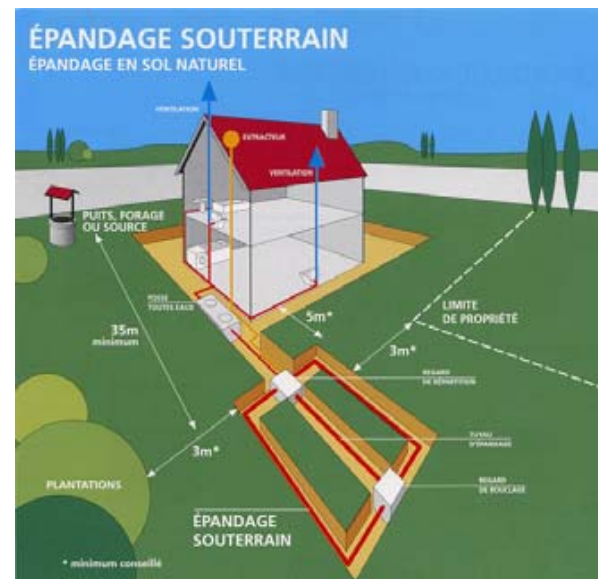 ÉPANDAGE SOUTERRAIN
ÉPANDAGE EN SOL NATUREL
VENTILATION
EXTRACTEUR
VENTILATION
PUITS, FORAGE
OU SOURCE
FOSSE
TOUTES EAUX
35m
minimum
5m*
LIMITE
DE PROPRIÉTÉ
3m*
REGARD
DE RÉPARTITION
TUYAU
D'ÉPANDAGE
3m*
REGARD
DE BOUCLAGE
PLANTATIONS
ÉPANDAGE
SOUTERRAIN
* minimum conseillé